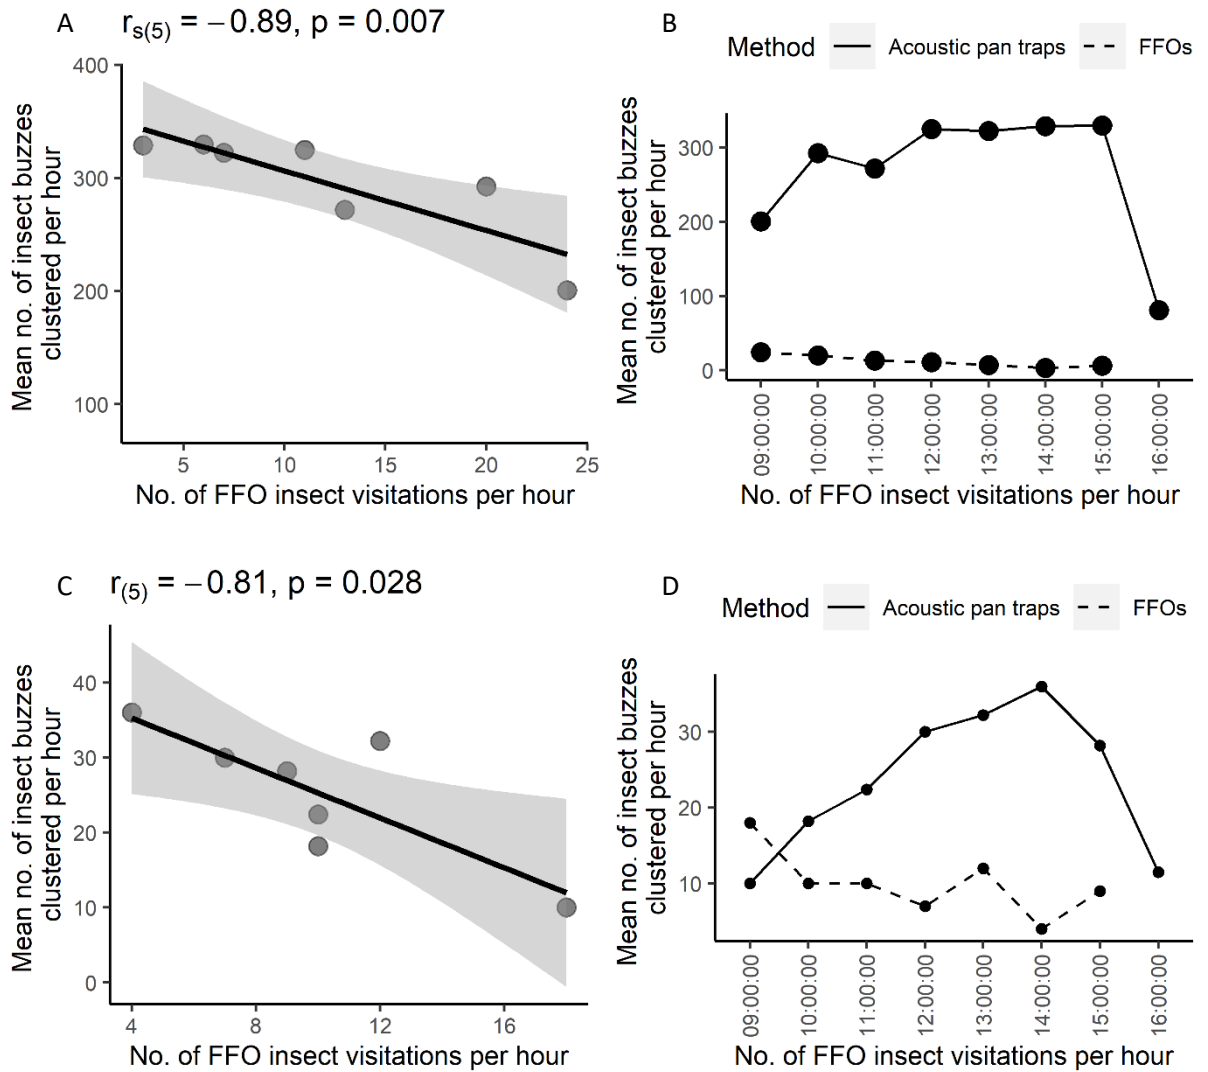 A
rs(5) = −0.89, p = 0.007
Mean no. of insect buzzes
clustered per hour
400
300
200
100
5 10 15 20 25
No. of FFO insect visitations per hour
B
Method Acoustic pan traps FFOs
Mean no. of insect buzzes
clustered per hour
300
200
100
0
09:00:00 10:00:00 11:00:00 12:00:00 13:00:00 14:00:00 15:00:00 16:00:00
No. of FFO insect visitations per hour
C
r(5) = −0.81, p = 0.028
Mean no. of insect buzzes
clustered per hour
40
30
20
10
0
4 8 12 16
No. of FFO insect visitations per hour
D
Method Acoustic pan traps FFOs
Mean no. of insect buzzes
clustered per hour
30
20
10
09:00:00 10:00:00 11:00:00 12:00:00 13:00:00 14:00:00 15:00:00 16:00:00
No. of FFO insect visitations per hour